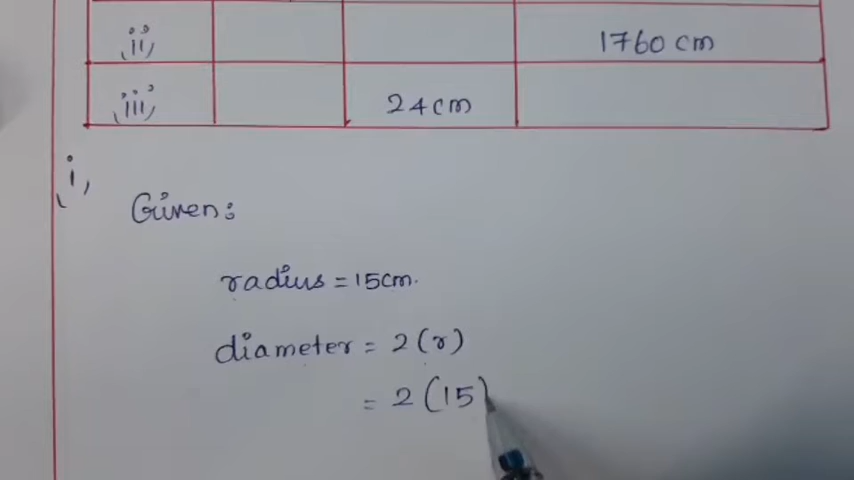 ii) 1760 cm
iii) 24cm
i)
Given:
radius = 15cm.
diameter = 2(r)
= 2(15)